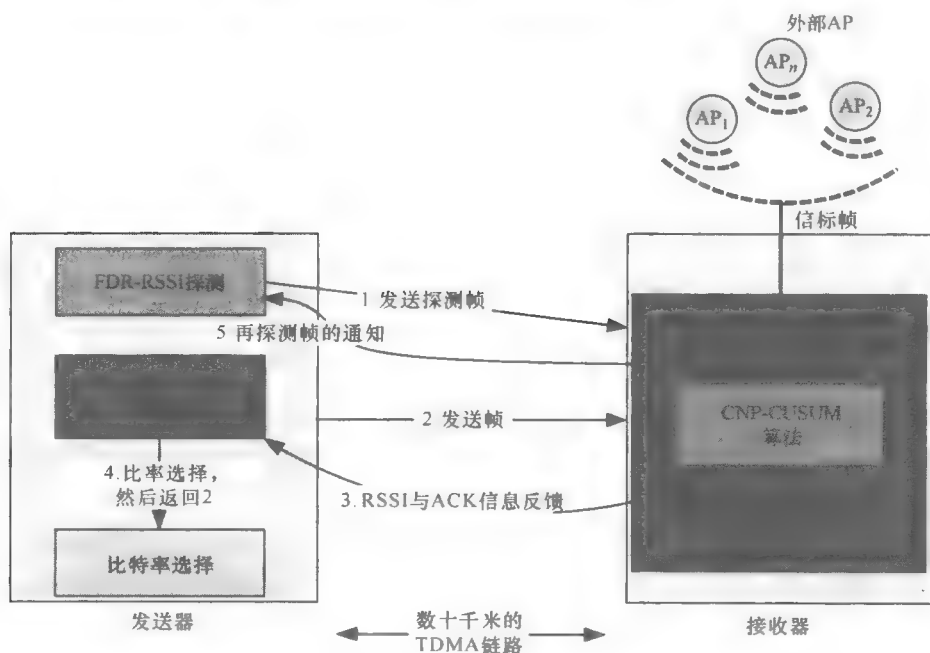 外部AP
APn
AP1
AP2
信标帧
FDR-RSSI探测
1 发送探测帧
5 再探测帧的通知
CNP-CUSUM
算法
2 发送帧
4.比率选择,
然后返回2
3.RSSI与ACK信息反馈
比特率选择
发送器
数十千米的
TDMA链路
接收器